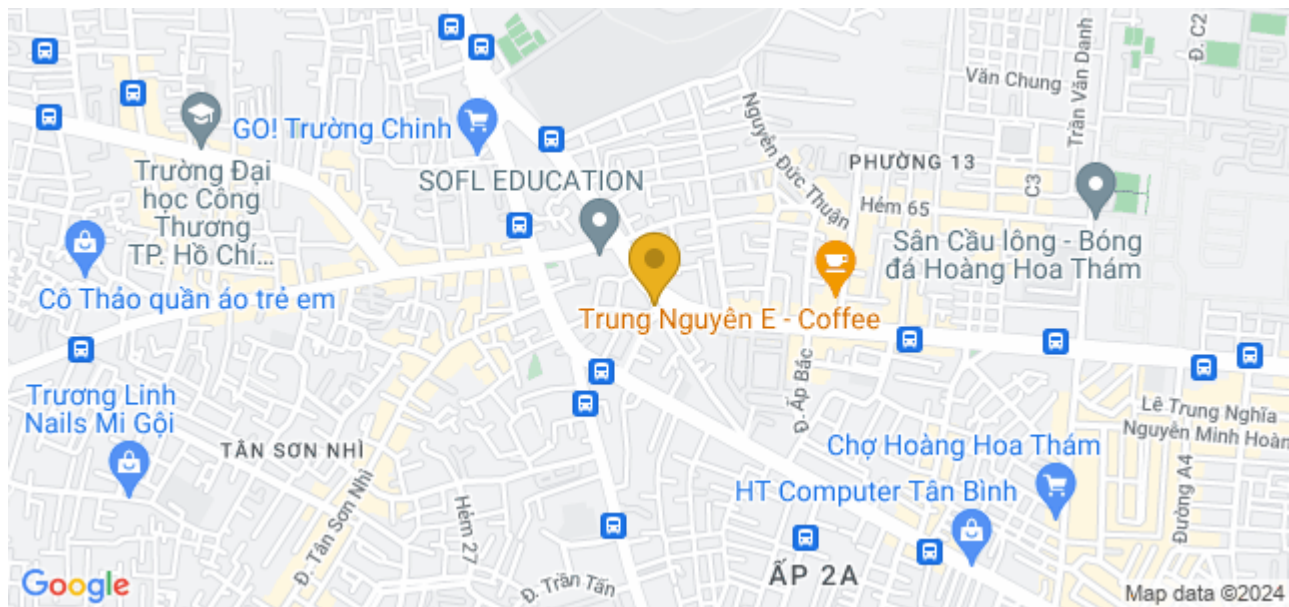 Đ. C2
Văn Chung
Trần Văn Danh
Nguyễn Đức Thuận
GO! Trường Chinh
PHƯỜNG 13
C3
Trường Đại
học Công
Thương
TP. Hồ Chí...
SOFL EDUCATION
Hẻm 65
Sân Cầu lông - Bóng
đá Hoàng Hoa Thám
Cô Thảo quần áo trẻ em
Trung Nguyên E - Coffee
Đ. Ấp Bắc
Trương Linh
Nails Mi Gội
Lê Trung Nghĩa
Nguyễn Minh Hoàn
TÂN SƠN NHÌ
Chợ Hoàng Hoa Thám
HT Computer Tân Bình
Đường A4
Đ. Tân Sơn Nhì
Hẻm 27
Đ. Trần Tấn
ẤP 2A
Google
Map data ©2024